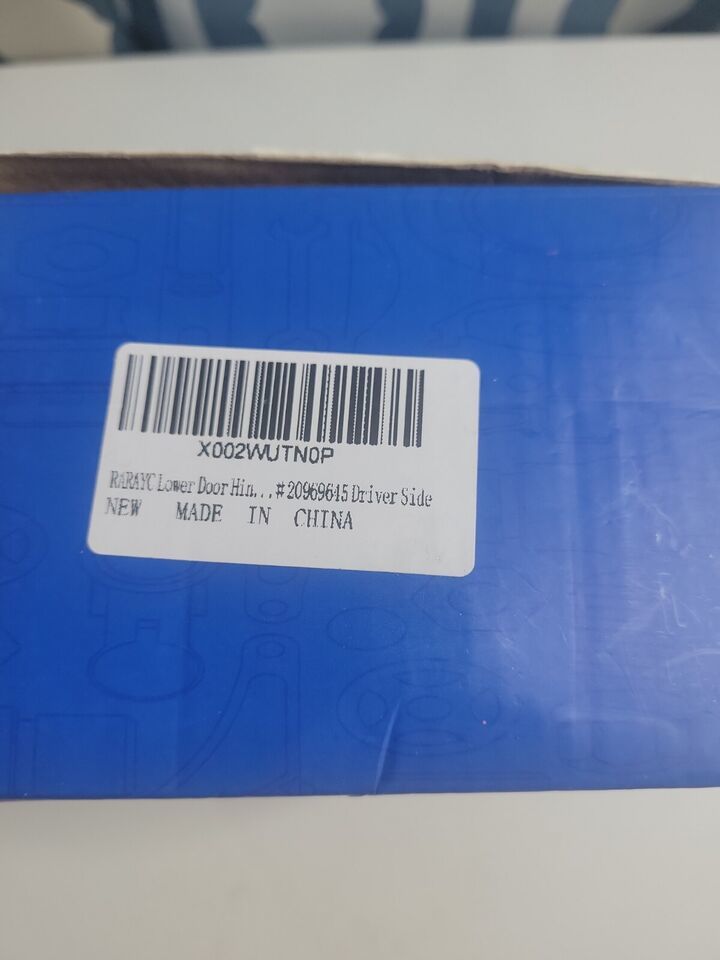 X002WUTN0P
RARAYC Lower Door Hin...#20969645 Driver Side
NEW MADE IN CHINA